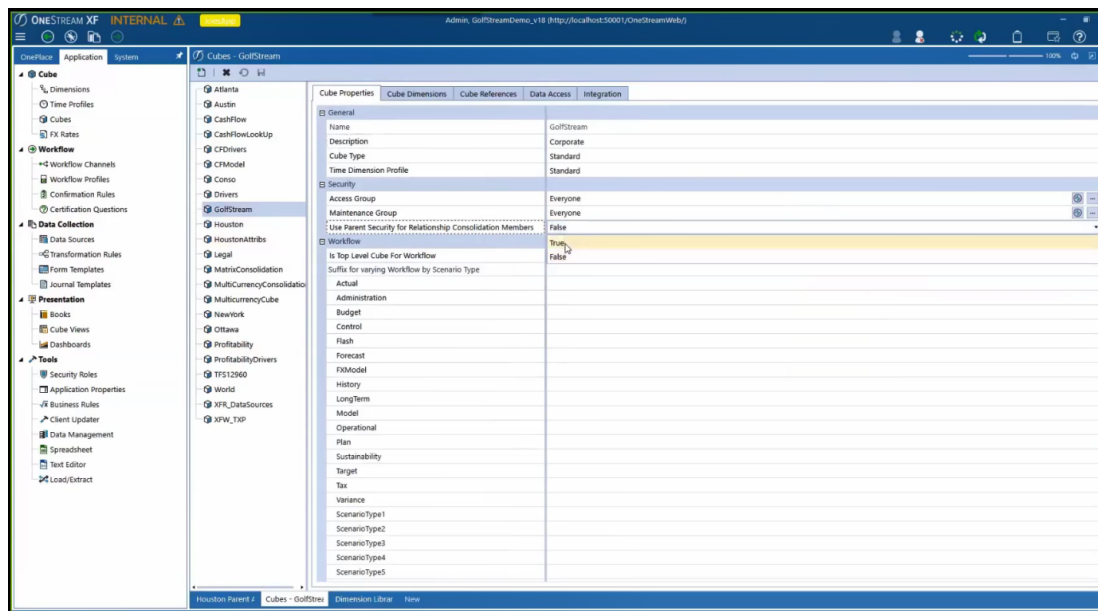 ONESTREAM XF INTERNAL
Admin, GolfStreamDemo_v18 (http://localhost:50001/OneStreamWeb/)
OnePlace Application System
Cubes - GolfStream
100%
Cube
Dimensions
Time Profiles
Cubes
FX Rates
Workflow
Workflow Channels
Workflow Profiles
Confirmation Rules
Certification Questions
Data Collection
Data Sources
Transformation Rules
Form Templates
Journal Templates
Presentation
Books
Cube Views
Dashboards
Tools
Security Roles
Application Properties
Business Rules
Client Updater
Data Management
Spreadsheet
Text Editor
Load/Extract
Atlanta
Austin
CashFlow
CashFlowLookUp
CFDrivers
CFModel
Conso
Drivers
GolfStream
Houston
HoustonAttribs
Legal
MatrixConsolidation
MultiCurrencyConsolidatio
MulticurrencyCube
NewYork
Ottawa
Profitability
ProfitabilityDrivers
TFS12960
World
XFR_DataSources
XFW_TXP
Cube Properties Cube Dimensions Cube References Data Access Integration
General
Name GolfStream
Description Corporate
Cube Type Standard
Time Dimension Profile Standard
Security
Access Group Everyone
Maintenance Group Everyone
Use Parent Security for Relationship Consolidation Members False
Workflow True
Is Top Level Cube For Workflow False
Suffix for varying Workflow by Scenario Type
Actual
Administration
Budget
Control
Flash
Forecast
FXModel
History
LongTerm
Model
Operational
Plan
Sustainability
Target
Tax
Variance
ScenarioType1
ScenarioType2
ScenarioType3
ScenarioType4
ScenarioType5
Houston Parent Cubes - GolfStrea Dimension Librar New